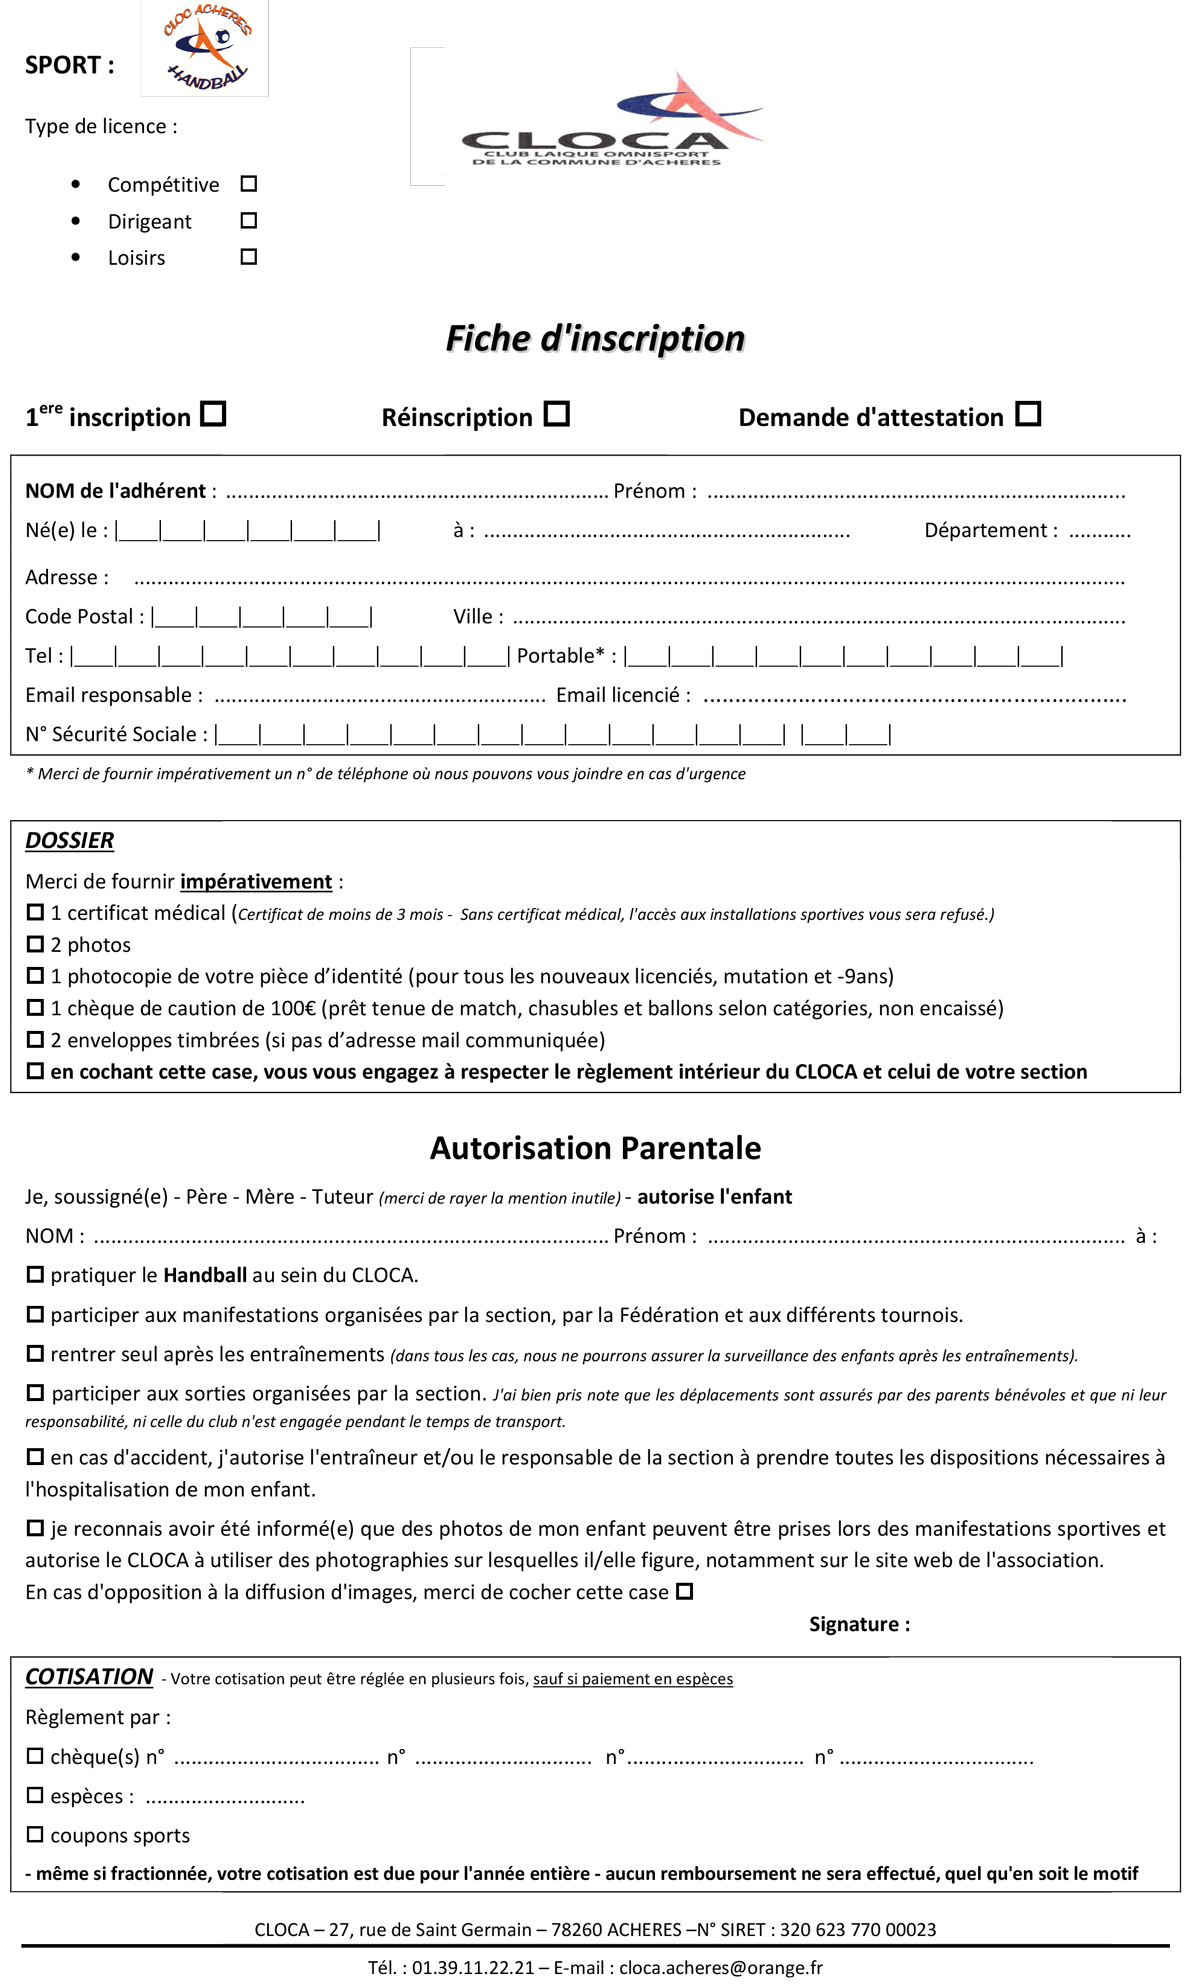 CLOC ACHERES
HANDBALL
SPORT :
CLOCA
CLUB LAIQUE OMNISPORT
DE LA COMMUNE D'ACHERES
Type de licence :
• Compétitive ☐
• Dirigeant ☐
• Loisirs ☐
Fiche d'inscription
1ere inscription ☐ Réinscription ☐ Demande d'attestation ☐
NOM de l'adhérent : ................................................................... Prénom : .........................................................................
Né(e) le : |___|___|___|___|___|___| à : ................................................................ Département : ...........
Adresse : .............................................................................................................................................................................
Code Postal : |___|___|___|___|___| Ville : ...........................................................................................................
Tel : |___|___|___|___|___|___|___|___|___|___| Portable* : |___|___|___|___|___|___|___|___|___|___|
Email responsable : .......................................................... Email licencié : ..........................................................................
N° Sécurité Sociale : |___|___|___|___|___|___|___|___|___|___|___|___|___| |___|___|
* Merci de fournir impérativement un n° de téléphone où nous pouvons vous joindre en cas d'urgence
DOSSIER
Merci de fournir impérativement :
☐ 1 certificat médical (Certificat de moins de 3 mois - Sans certificat médical, l'accès aux installations sportives vous sera refusé.)
☐ 2 photos
☐ 1 photocopie de votre pièce d’identité (pour tous les nouveaux licenciés, mutation et -9ans)
☐ 1 chèque de caution de 100€ (prêt tenue de match, chasubles et ballons selon catégories, non encaissé)
☐ 2 enveloppes timbrées (si pas d’adresse mail communiquée)
☐ en cochant cette case, vous vous engagez à respecter le règlement intérieur du CLOCA et celui de votre section
Autorisation Parentale
Je, soussigné(e) - Père - Mère - Tuteur (merci de rayer la mention inutile) - autorise l'enfant
NOM : .......................................................................................... Prénom : ......................................................................... à :
☐ pratiquer le Handball au sein du CLOCA.
☐ participer aux manifestations organisées par la section, par la Fédération et aux différents tournois.
☐ rentrer seul après les entraînements (dans tous les cas, nous ne pourrons assurer la surveillance des enfants après les entraînements).
☐ participer aux sorties organisées par la section. J'ai bien pris note que les déplacements sont assurés par des parents bénévoles et que ni leur
responsabilité, ni celle du club n'est engagée pendant le temps de transport.
☐ en cas d'accident, j'autorise l'entraîneur et/ou le responsable de la section à prendre toutes les dispositions nécessaires à
l'hospitalisation de mon enfant.
☐ je reconnais avoir été informé(e) que des photos de mon enfant peuvent être prises lors des manifestations sportives et
autorise le CLOCA à utiliser des photographies sur lesquelles il/elle figure, notamment sur le site web de l'association.
En cas d'opposition à la diffusion d'images, merci de cocher cette case ☐
Signature :
COTISATION - Votre cotisation peut être réglée en plusieurs fois, sauf si paiement en espèces
Règlement par :
☐ chèque(s) n° .................................... n° ............................... n°............................... n° ..................................
☐ espèces : ............................
☐ coupons sports
- même si fractionnée, votre cotisation est due pour l'année entière - aucun remboursement ne sera effectué, quel qu'en soit le motif
CLOCA – 27, rue de Saint Germain – 78260 ACHERES –N° SIRET : 320 623 770 00023
Tél. : 01.39.11.22.21 – E-mail : cloca.acheres@orange.fr